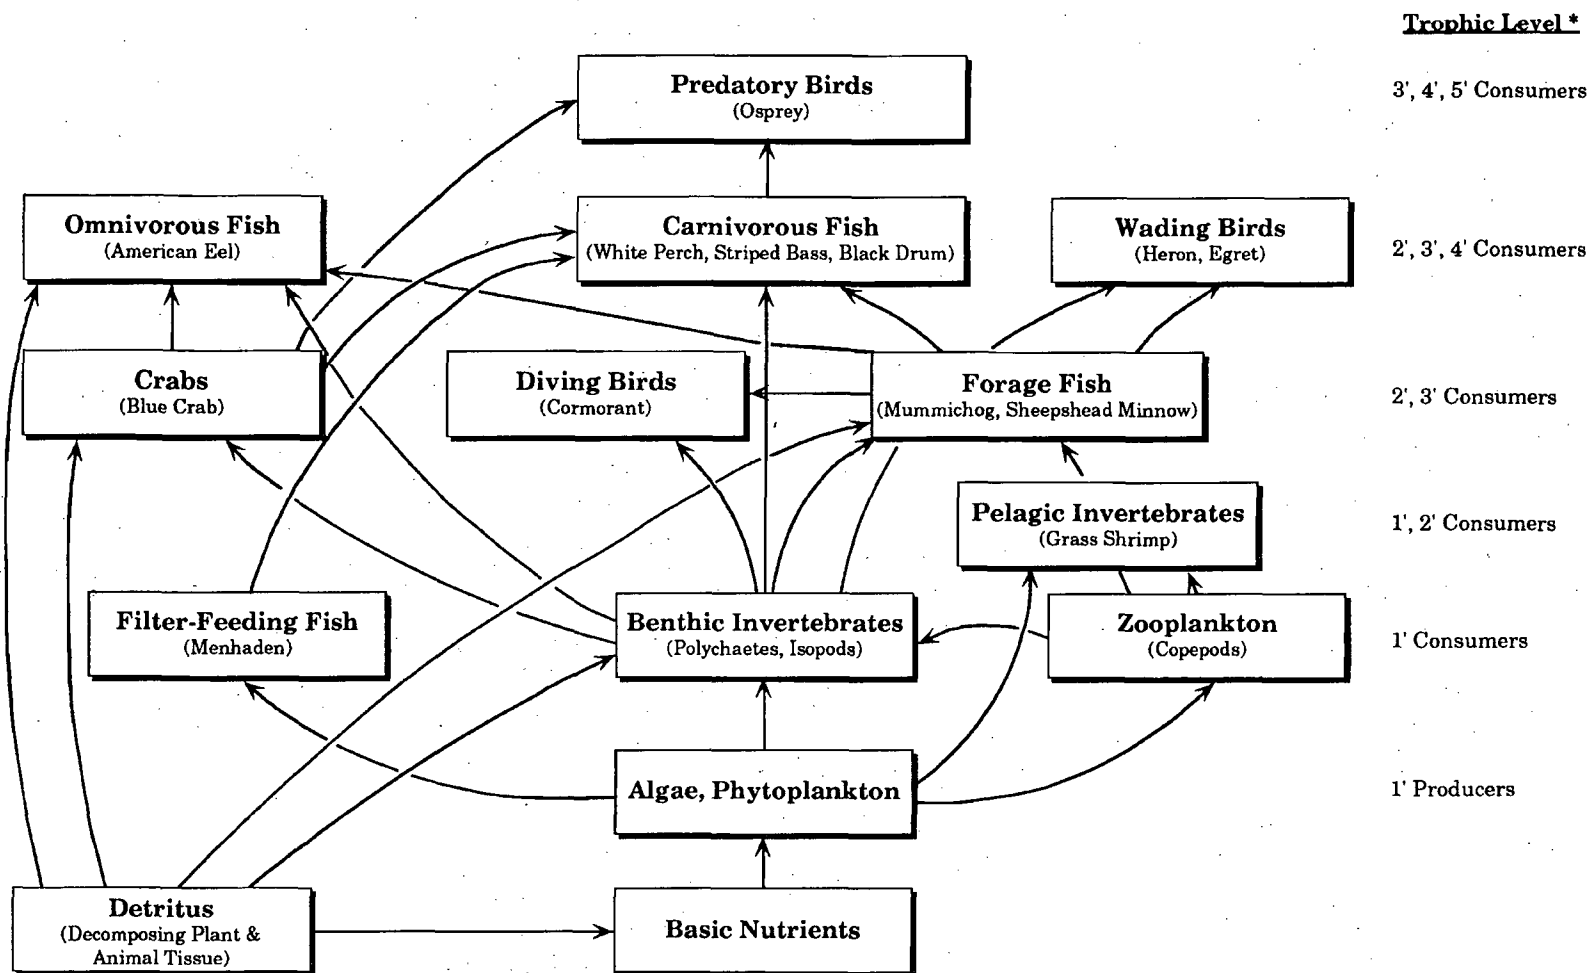 Trophic Level *
Predatory Birds
(Osprey)
3', 4', 5' Consumers
Omnivorous Fish
(American Eel)
Carnivorous Fish
(White Perch, Striped Bass, Black Drum)
Wading Birds
(Heron, Egret)
2', 3', 4' Consumers
Crabs
(Blue Crab)
Diving Birds
(Cormorant)
Forage Fish
(Mummichog, Sheepshead Minnow)
2', 3' Consumers
Pelagic Invertebrates
(Grass Shrimp)
1', 2' Consumers
Filter-Feeding Fish
(Menhaden)
Benthic Invertebrates
(Polychaetes, Isopods)
Zooplankton
(Copepods)
1' Consumers
Algae, Phytoplankton
1' Producers
Detritus
(Decomposing Plant &
Animal Tissue)
Basic Nutrients